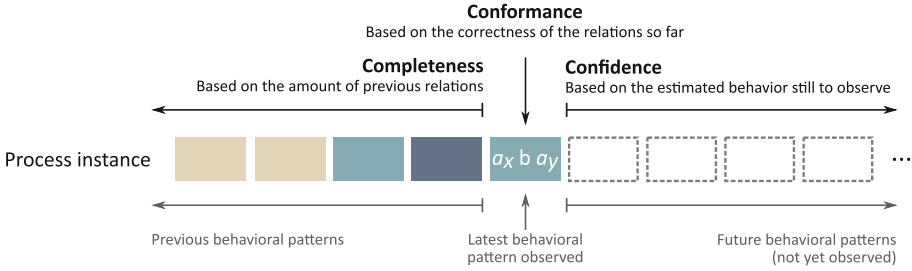 Conformance
Based on the correctness of the relations so far
Completeness
Based on the amount of previous relations
Confidence
Based on the estimated behavior still to observe
Process instance
ax b ay
...
Previous behavioral patterns
Latest behavioral
pattern observed
Future behavioral patterns
(not yet observed)